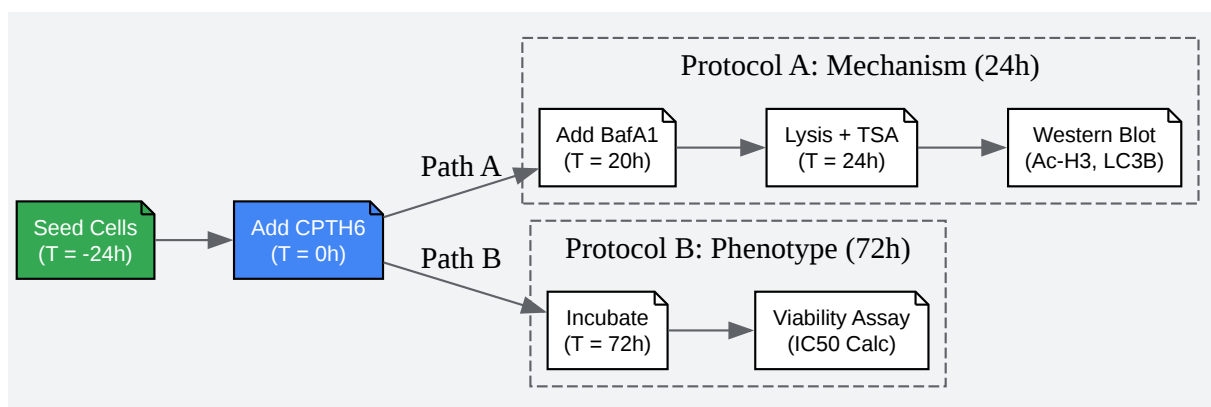 Protocol A: Mechanism (24h)
Add BafA1
(T = 20h)
Lysis + TSA
(T = 24h)
Western Blot
(Ac-H3, LC3B)
Path A
Seed Cells
(T = -24h)
Add CPTH6
(T = 0h)
Path B
Protocol B: Phenotype (72h)
Incubate
(T = 72h)
Viability Assay
(IC50 Calc)